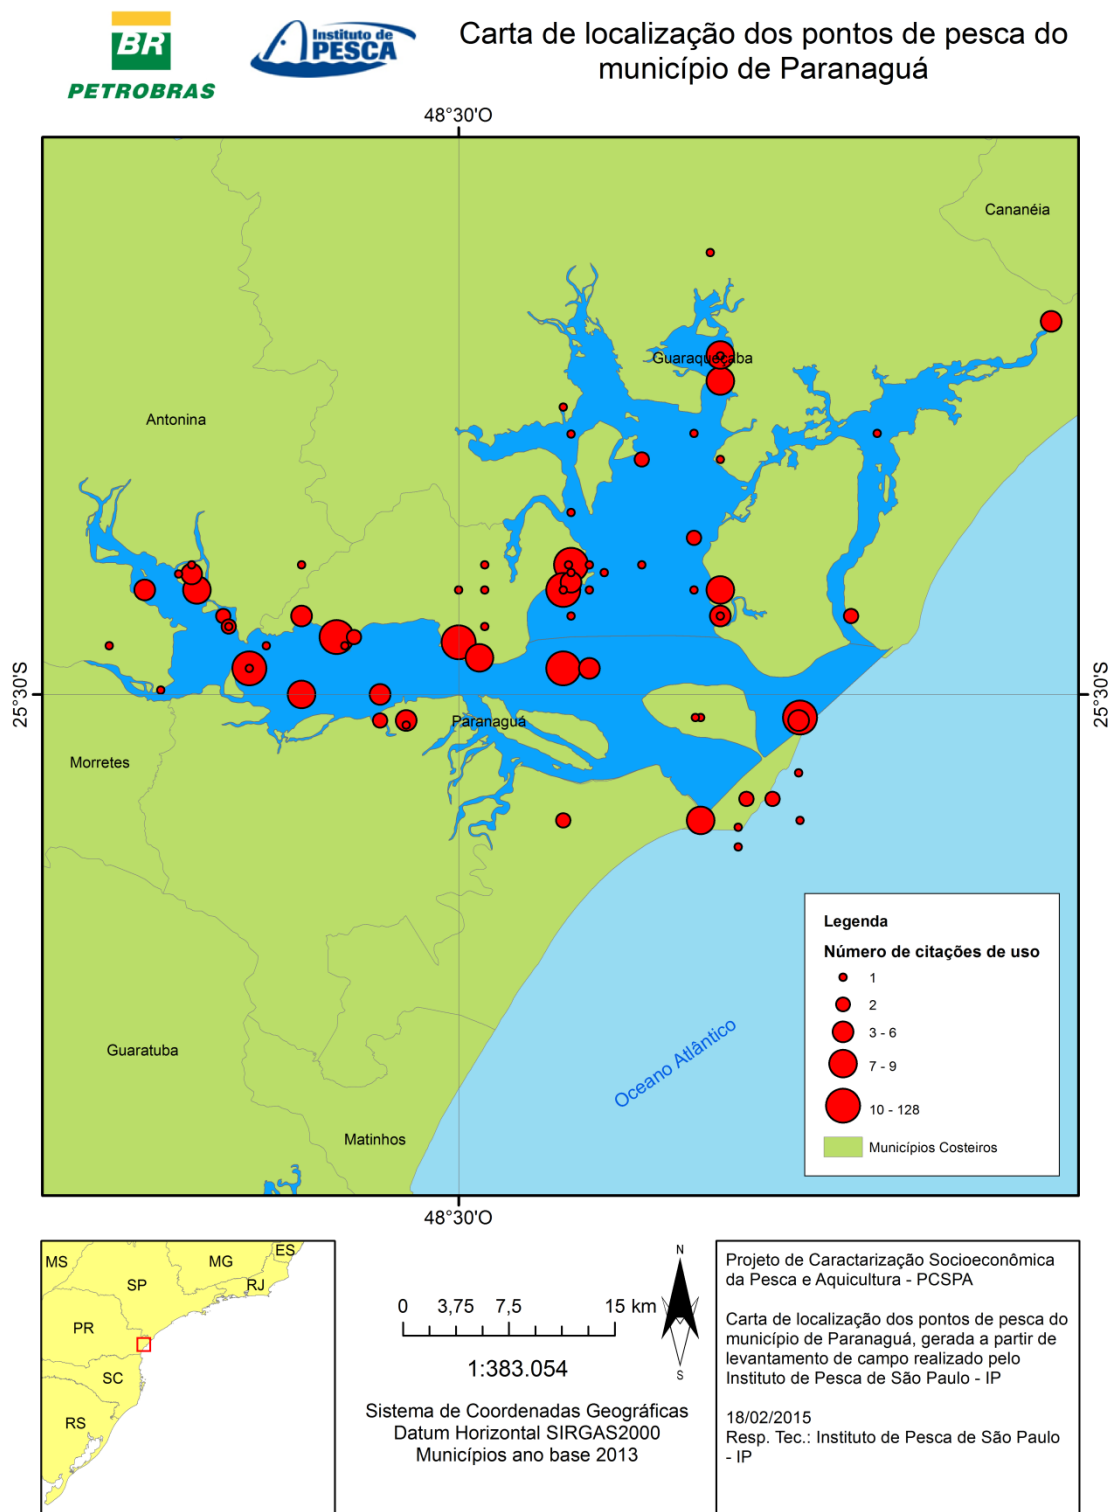 BR
PETROBRAS
Instituto de
PESCA
Carta de localização dos pontos de pesca do
município de Paranaguá
48°30'O
Cananéia
Guaraqueçaba
Antonina
25°30'S
25°30'S
Paranaguá
Morretes
Guaratuba
Matinhos
Oceano Atlântico
Legenda
Número de citações de uso
1
2
3 - 6
7 - 9
10 - 128
Municípios Costeiros
48°30'O
MS
MG
ES
SP
RJ
PR
SC
RS
0 3,75 7,5 15 km
1:383.054
Sistema de Coordenadas Geográficas
Datum Horizontal SIRGAS2000
Municípios ano base 2013
N
S
Projeto de Caractarização Socioeconômica
da Pesca e Aquicultura - PCSPA
Carta de localização dos pontos de pesca do
município de Paranaguá, gerada a partir de
levantamento de campo realizado pelo
Instituto de Pesca de São Paulo - IP
18/02/2015
Resp. Tec.: Instituto de Pesca de São Paulo
- IP